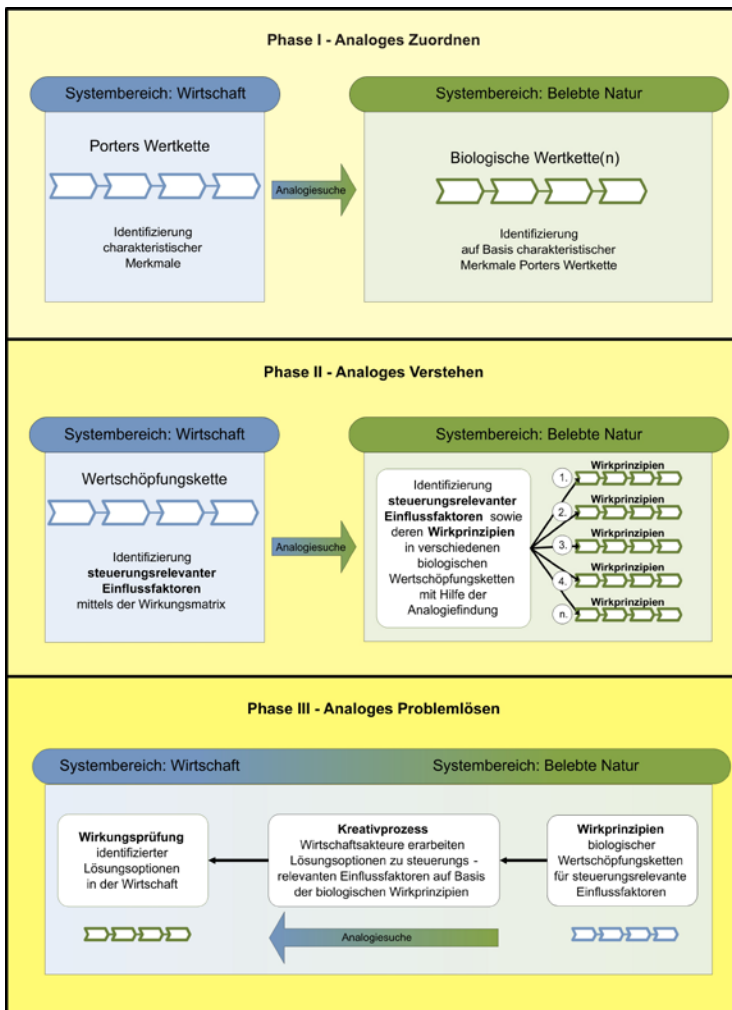 Phase I - Analoges Zuordnen
Systembereich: Wirtschaft
Systembereich: Belebte Natur
Porters Wertkette
Identifizierung
charakteristischer
Merkmale
Analogiesuche
Biologische Wertkette(n)
Identifizierung
auf Basis charakteristischer
Merkmale Porters Wertkette
Phase II - Analoges Verstehen
Systembereich: Wirtschaft
Systembereich: Belebte Natur
Wertschöpfungskette
Identifizierung
steuerungsrelevanter
Einflussfaktoren
mittels der Wirkungsmatrix
Analogiesuche
Identifizierung
steuerungsrelevanter
Einflussfaktoren sowie
deren Wirkprinzipien
in verschiedenen
biologischen
Wertschöpfungsketten
mit Hilfe der
Analogiefindung
Wirkprinzipien
1.
Wirkprinzipien
2.
Wirkprinzipien
3.
Wirkprinzipien
4.
Wirkprinzipien
n.
Phase III - Analoges Problemlösen
Systembereich: Wirtschaft
Systembereich: Belebte Natur
Wirkungsprüfung
identifizierter
Lösungsoptionen
in der Wirtschaft
Kreativprozess
Wirtschaftsakteure erarbeiten
Lösungsoptionen zu steuerungs -
relevanten Einflussfaktoren auf Basis
der biologischen Wirkprinzipien
Wirkprinzipien
biologischer
Wertschöpfungsketten
für steuerungsrelevante
Einflussfaktoren
Analogiesuche